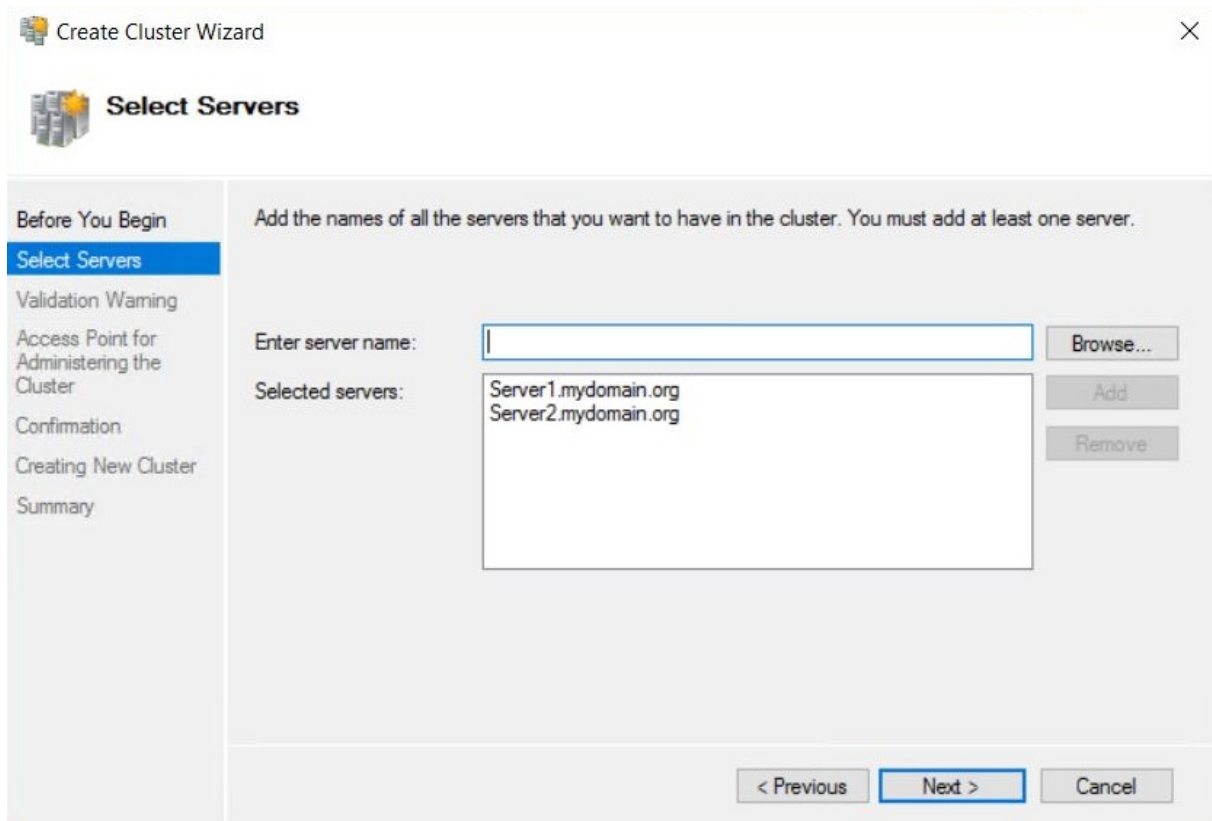 Create Cluster Wizard
Select Servers
Before You Begin
Select Servers
Validation Warning
Access Point for
Administering the
Cluster
Confirmation
Creating New Cluster
Summary
Add the names of all the servers that you want to have in the cluster. You must add at least one server.
Enter server name:
Browse...
Selected servers:
Server1.mydomain.org
Server2.mydomain.org
Add
Remove
< Previous
Next >
Cancel